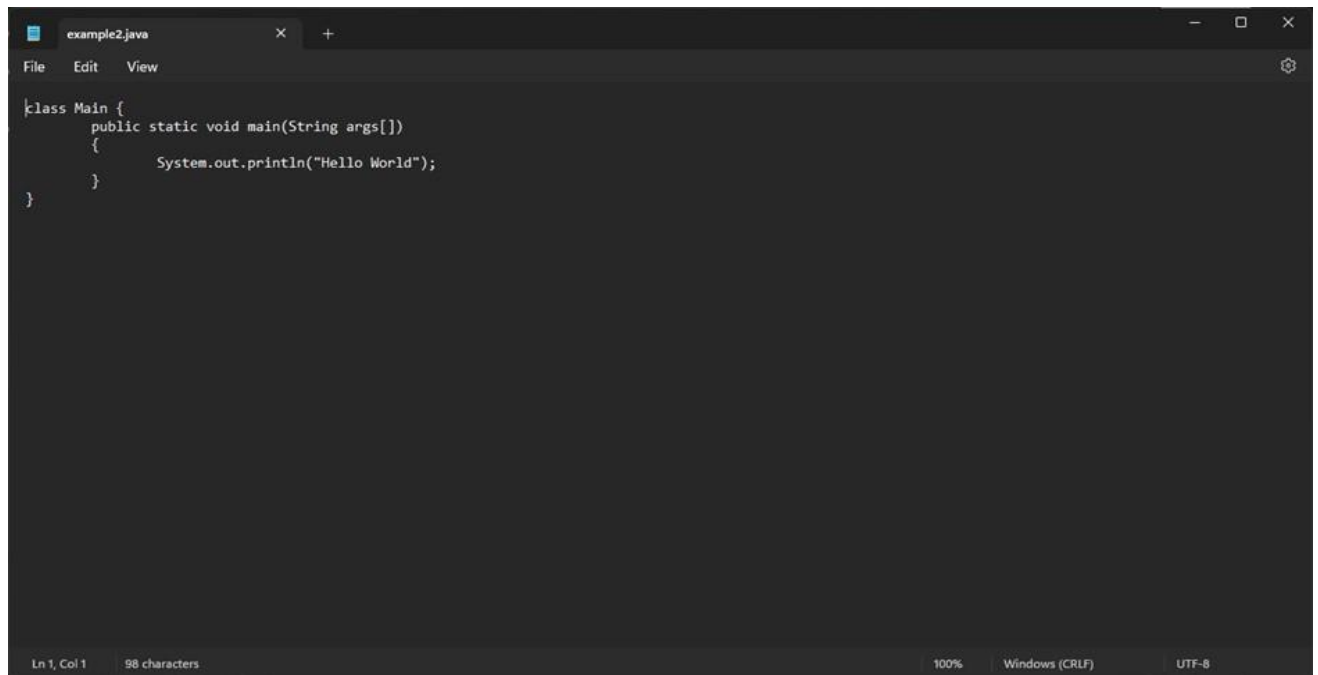 example2.java
File Edit View
class Main {
        public static void main(String args[])
        {
                System.out.println("Hello World");
        }
}
Ln 1, Col 1 98 characters 100% Windows (CRLF) UTF-8